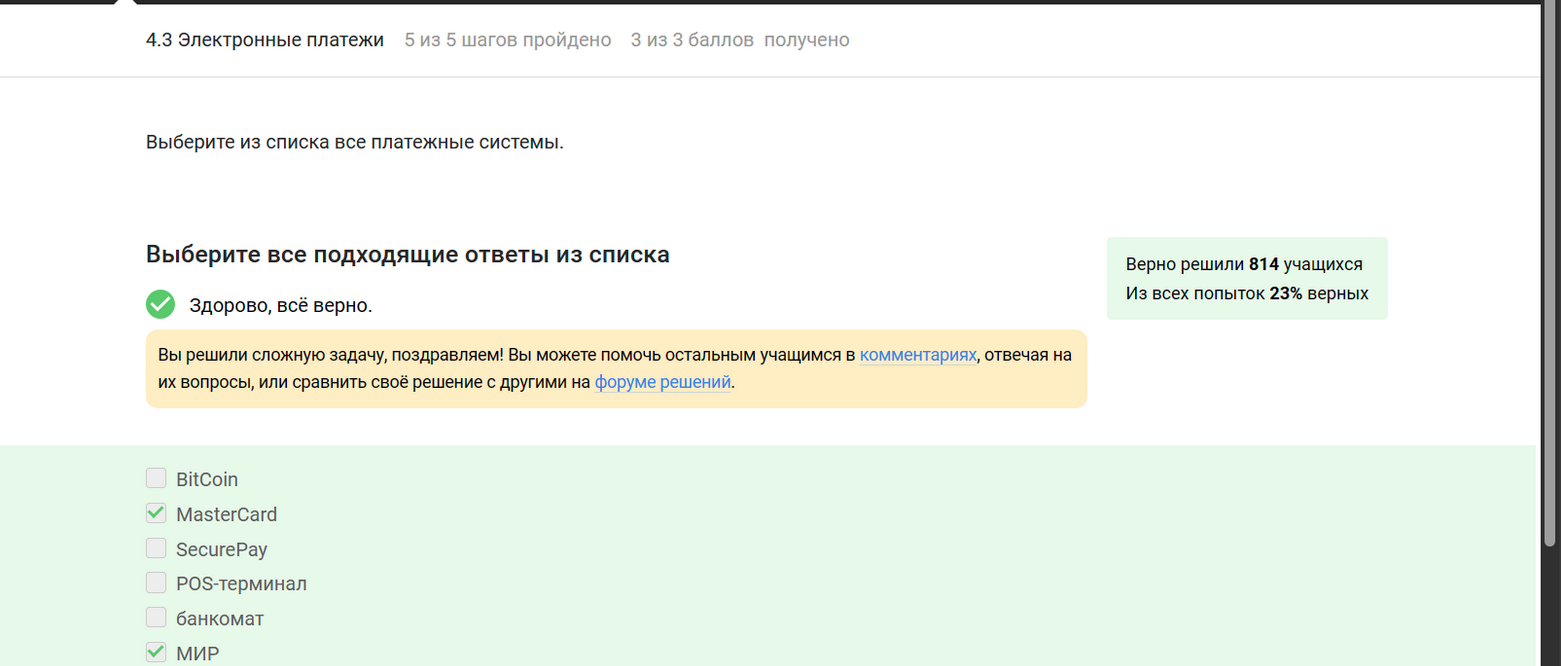 4.3 Электронные платежи 5 из 5 шагов пройдено 3 из 3 баллов получено
Выберите из списка все платежные системы.
Выберите все подходящие ответы из списка
Здорово, всё верно.
Вы решили сложную задачу, поздравляем! Вы можете помочь остальным учащимся в комментариях, отвечая на
их вопросы, или сравнить своё решение с другими на форуме решений.
Верно решили 814 учащихся
Из всех попыток 23% верных
BitCoin
MasterCard
SecurePay
POS-терминал
банкомат
МИР